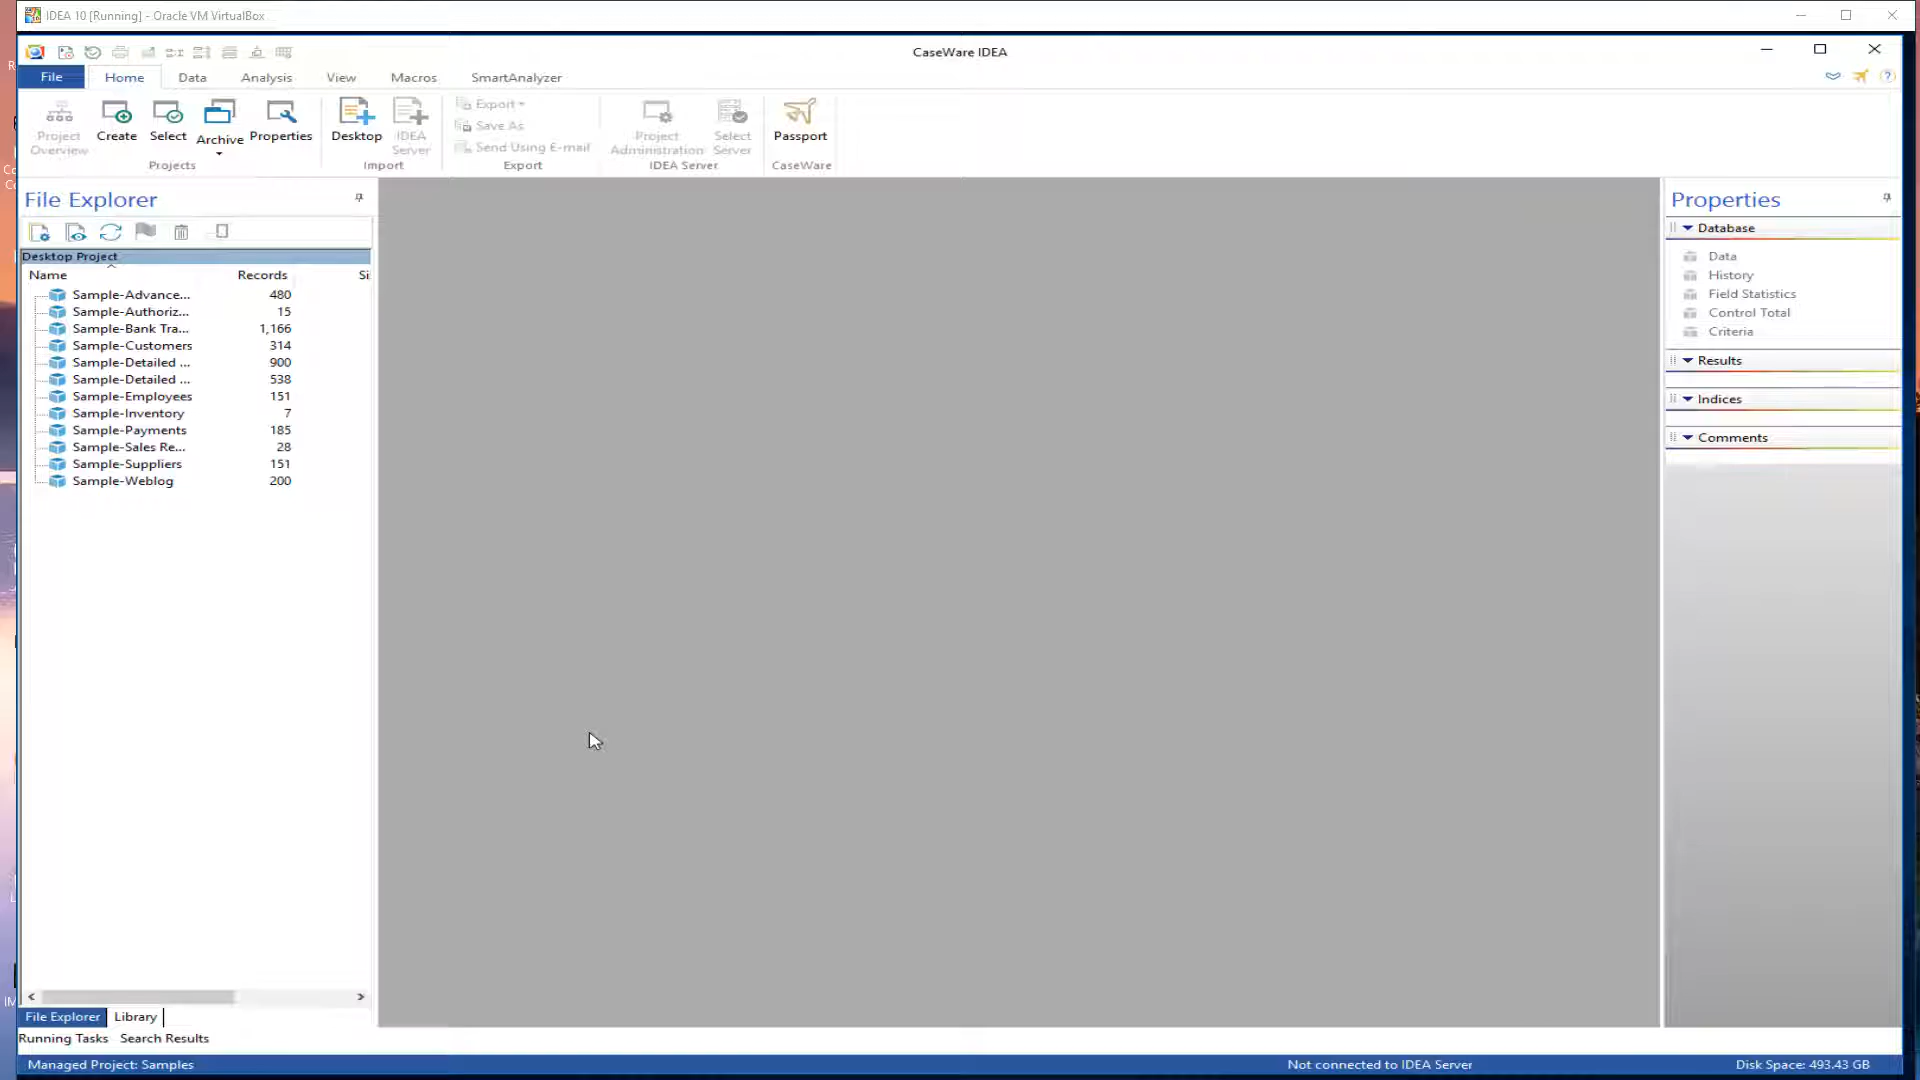 IDEA 10 [Running] - Oracle VM VirtualBox
CaseWare IDEA
File Home Data Analysis View Macros SmartAnalyzer
Project Overview
Create
Select
Archive
Properties
Projects
Desktop
IDEA Server
Import
Export
Save As
Send Using E-mail
Export
Project Administration
Select Server
IDEA Server
Passport
CaseWare
File Explorer
Desktop Project
Name Records Si
Sample-Advance... 480
Sample-Authoriz... 15
Sample-Bank Tra... 1,166
Sample-Customers 314
Sample-Detailed ... 900
Sample-Detailed ... 538
Sample-Employees 151
Sample-Inventory 7
Sample-Payments 185
Sample-Sales Re... 28
Sample-Suppliers 151
Sample-Weblog 200
File Explorer Library
Running Tasks Search Results
Managed Project: Samples
Not connected to IDEA Server
Disk Space: 493.43 GB
Properties
Database
Data
History
Field Statistics
Control Total
Criteria
Results
Indices
Comments